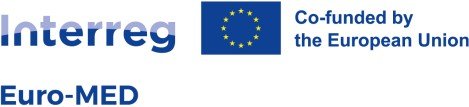 Interreg
Co-funded by
the European Union
Euro-MED